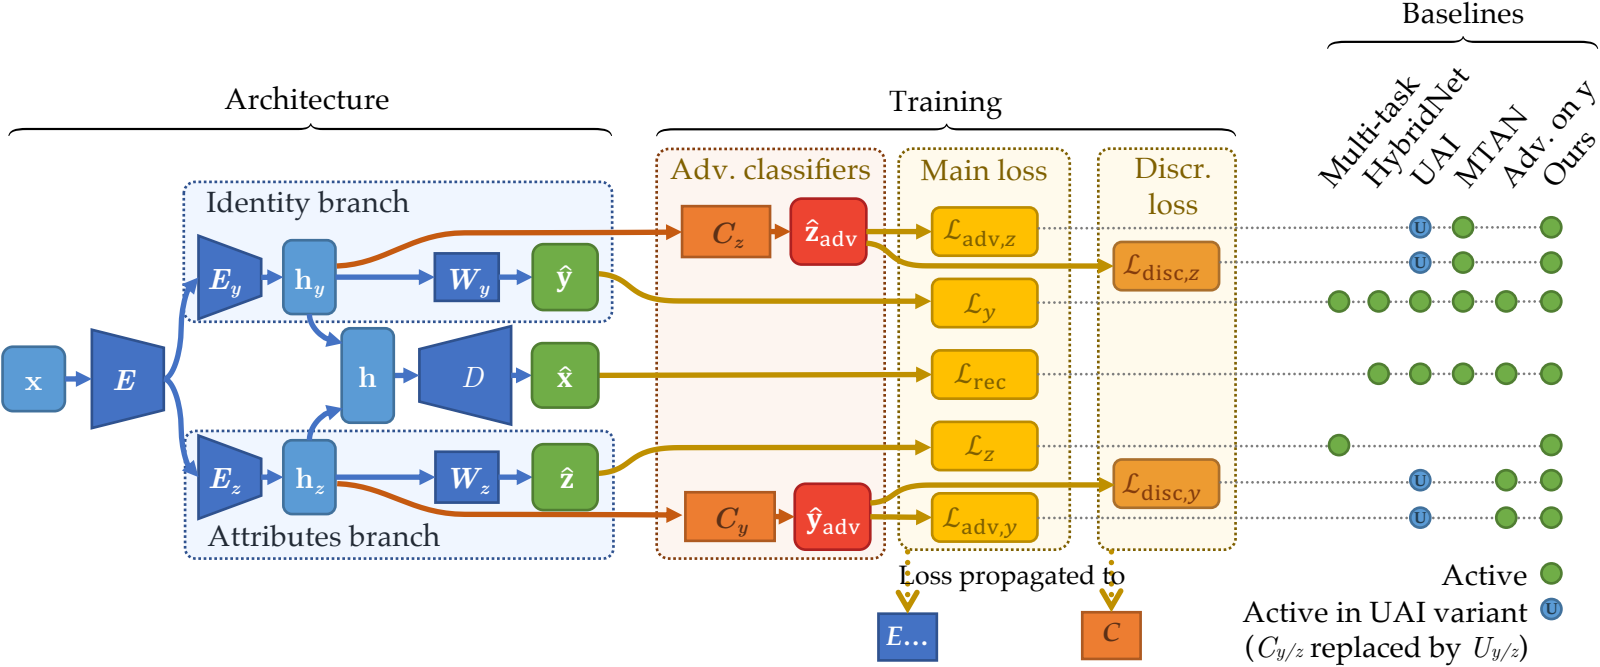 Baselines
Architecture
Training
Multi-task
HybridNet
UAI
MTAN
Adv. on y
Ours
Adv. classifiers
Main loss
Discr.
loss
Identity branch
C_z
ẑ_adv
ℒ_adv,z
U
E_y
h_y
W_y
ŷ
ℒ_disc,z
U
ℒ_y
x
E
h
D
x̂
ℒ_rec
ℒ_z
E_z
h_z
W_z
ẑ
ℒ_disc,y
U
C_y
ŷ_adv
ℒ_adv,y
U
Attributes branch
Loss propagated to
E...
C
Active
Active in UAI variant
U
(C_y/z replaced by U_y/z)